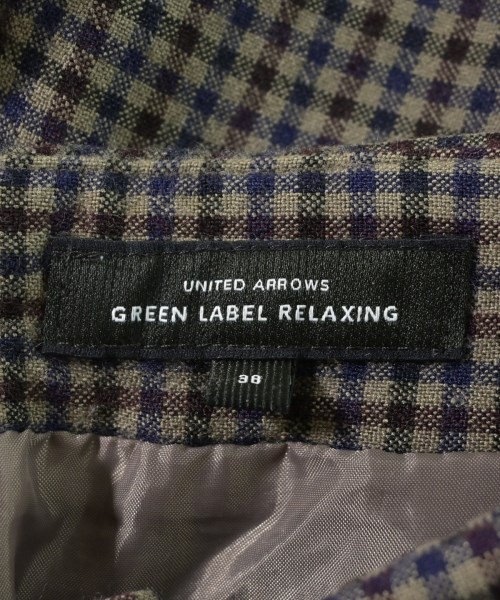 UNITED ARROWS
GREEN LABEL RELAXING
38